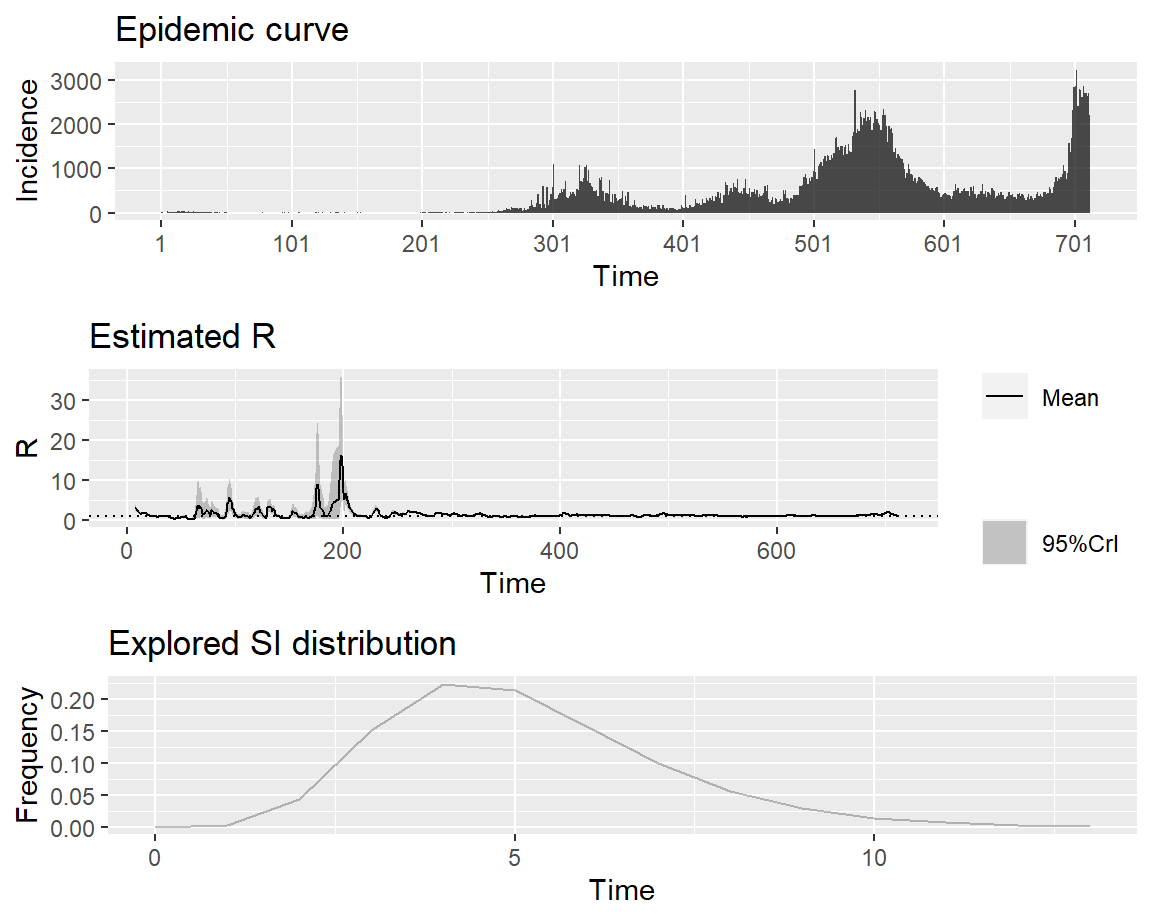 Epidemic curve
Incidence
3000
2000
1000
0
1 101 201 301 401 501 601 701
Time
Estimated R
R
30
20
10
0
0 200 400 600
Time
Mean
95%CrI
Explored SI distribution
Frequency
0.20
0.15
0.10
0.05
0.00
0 5 10
Time